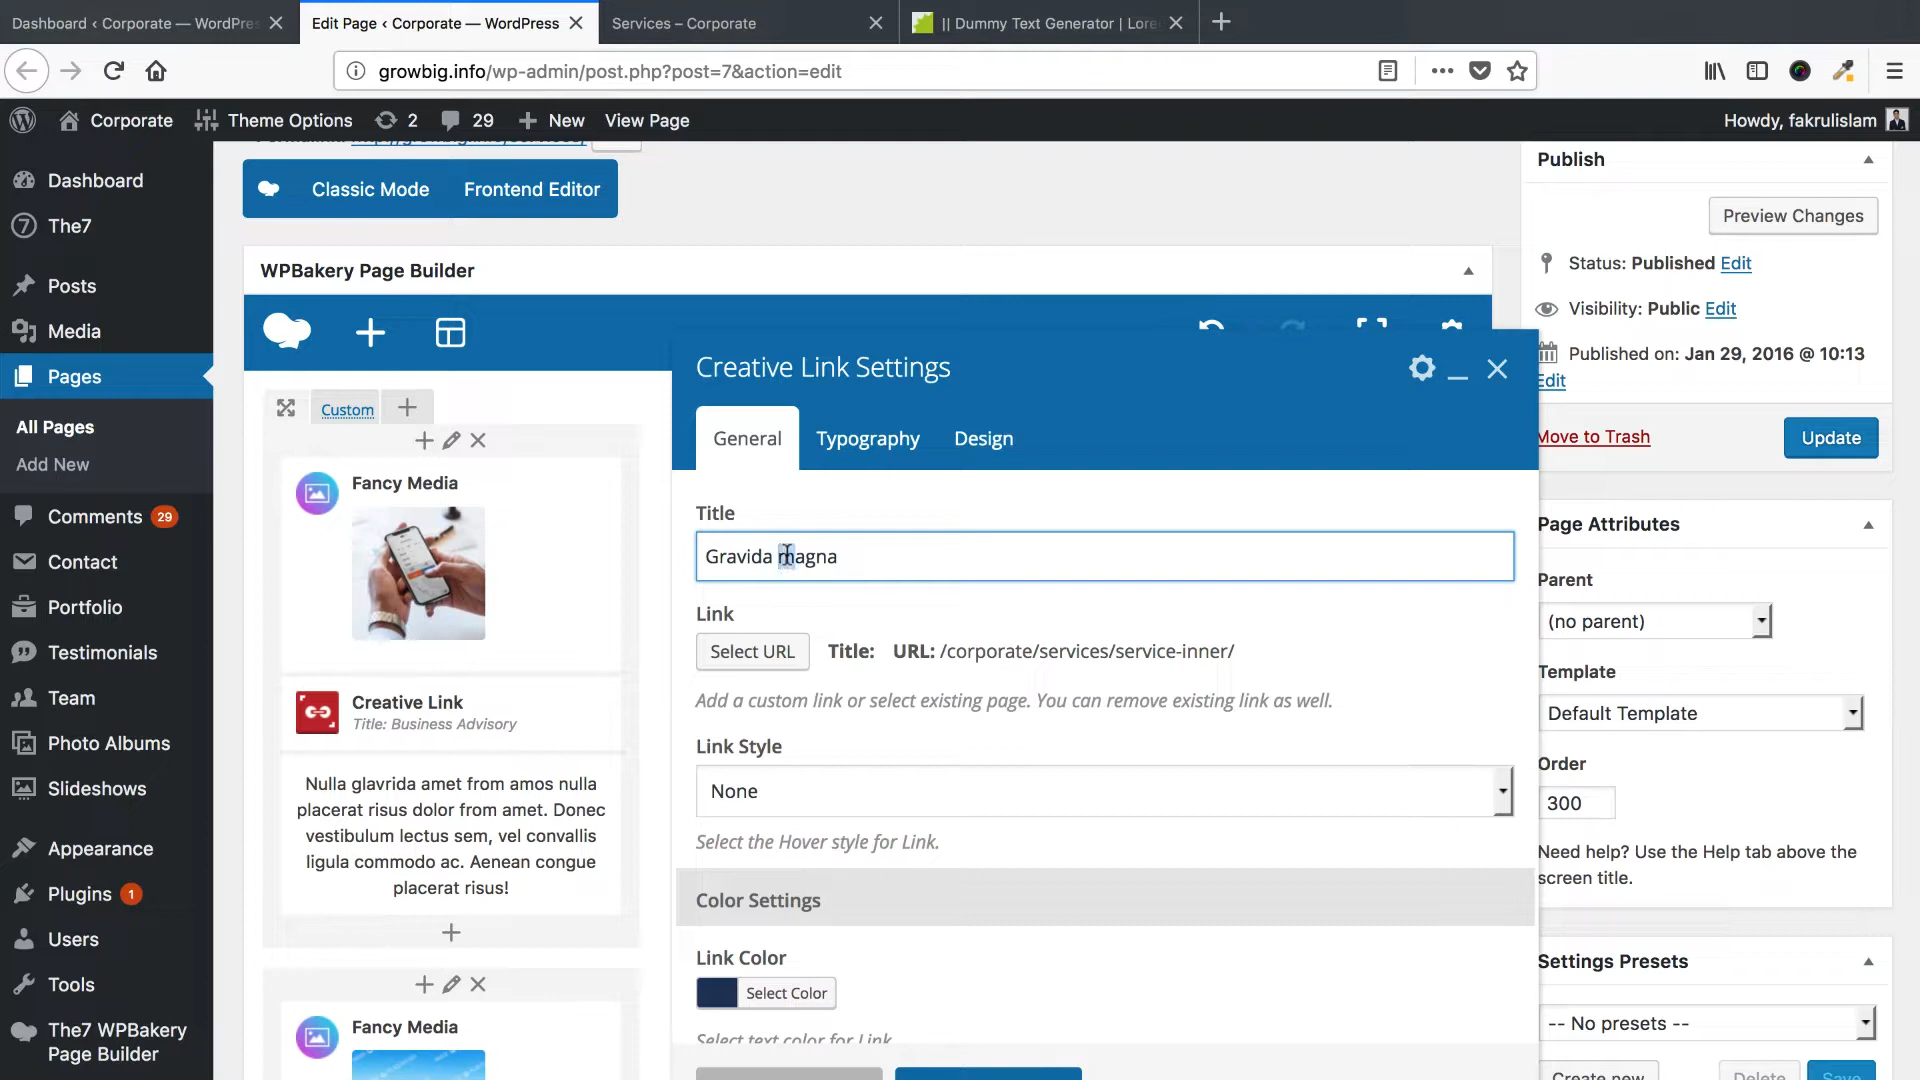 Dashboard ‹ Corporate — WordPre
Edit Page ‹ Corporate — WordPress
Services – Corporate
|| Dummy Text Generator | Lore
growbig.info/wp-admin/post.php?post=7&action=edit
Corporate
Theme Options
2
29
New
View Page
Howdy, fakrulislam
Dashboard
The7
Posts
Media
Pages
All Pages
Add New
Comments 29
Contact
Portfolio
Testimonials
Team
Photo Albums
Slideshows
Appearance
Plugins 1
Users
Tools
The7 WPBakery
Page Builder
Classic Mode
Frontend Editor
WPBakery Page Builder
Custom
Fancy Media
Creative Link
Title: Business Advisory
Nulla glavrida amet from amos nulla
placerat risus dolor from amet. Donec
vestibulum lectus sem, vel convallis
ligula commodo ac. Aenean congue
placerat risus!
Fancy Media
Creative Link Settings
General
Typography
Design
Title
Gravida magna
Link
Select URL
Title: URL: /corporate/services/service-inner/
Add a custom link or select existing page. You can remove existing link as well.
Link Style
None
Select the Hover style for Link.
Color Settings
Link Color
Select Color
Select text color for Link
Publish
Preview Changes
Status: Published Edit
Visibility: Public Edit
Published on: Jan 29, 2016 @ 10:13
Edit
Move to Trash
Update
Page Attributes
Parent
(no parent)
Template
Default Template
Order
300
Need help? Use the Help tab above the
screen title.
Settings Presets
-- No presets --
Create new
Delete
Save